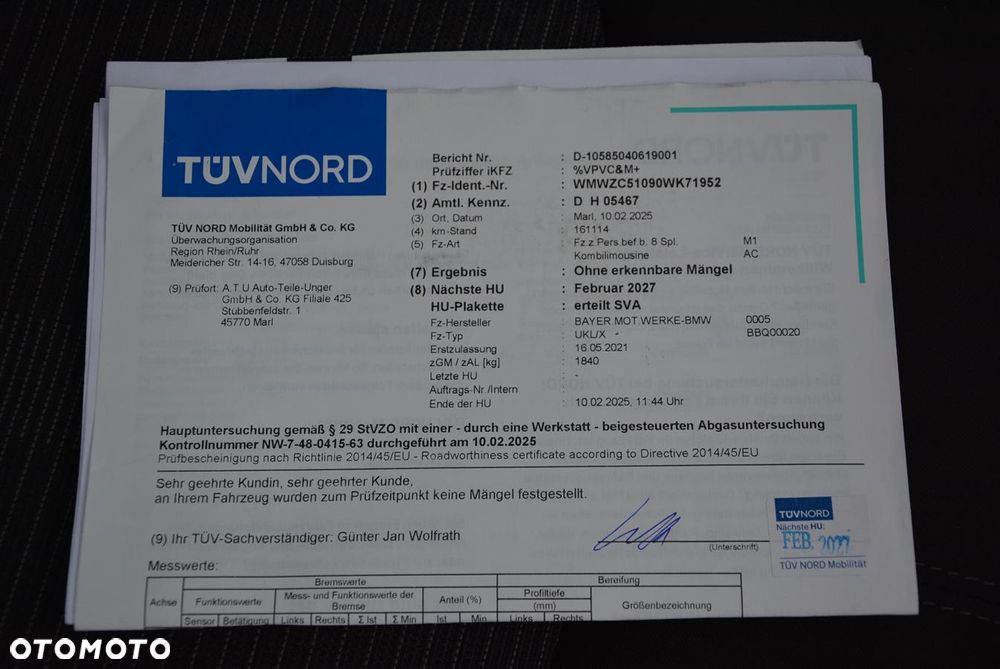 TÜVNORD
Bericht Nr. : D-10585040619001
Prüfziffer iKFZ : %VPVC&M+
(1) Fz-Ident.-Nr. : WMWZC51090WK71952
(2) Amtl. Kennz. : D H 05467
(3) Ort, Datum : Marl, 10.02.2025
(4) km-Stand : 161114
(5) Fz-Art : Fz.z.Pers.bef.b. 8 Spl. M1
Kombilimousine AC
(7) Ergebnis : Ohne erkennbare Mängel
(8) Nächste HU : Februar 2027
HU-Plakette : erteilt SVA
Fz-Hersteller : BAYER.MOT.WERKE-BMW 0005
Fz-Typ : UKL/X BBQ00020
Erstzulassung : 16.05.2021
zGM / zAL [kg] : 1840
Letzte HU : -
Auftrags-Nr./Intern :
Ende der HU : 10.02.2025, 11:44 Uhr
TÜV NORD Mobilität GmbH & Co. KG
Überwachungsorganisation
Region Rhein/Ruhr
Meidericher Str. 14-16, 47058 Duisburg
(9) Prüfort: A.T.U Auto-Teile-Unger
GmbH & Co. KG Filiale 425
Stübbenfeldstr. 1
45770 Marl
Hauptuntersuchung gemäß § 29 StVZO mit einer - durch eine Werkstatt - beigesteuerten Abgasuntersuchung
Kontrollnummer NW-7-48-0415-63 durchgeführt am 10.02.2025
Prüfbescheinigung nach Richtlinie 2014/45/EU - Roadworthiness certificate according to Directive 2014/45/EU
Sehr geehrte Kundin, sehr geehrter Kunde,
an Ihrem Fahrzeug wurden zum Prüfzeitpunkt keine Mängel festgestellt.
(9) Ihr TÜV-Sachverständiger: Günter Jan Wolfrath
(Unterschrift)
TÜVNORD
Nächste HU:
FEB. 2027
TÜV NORD Mobilität
Messwerte:
Achse
Bremswerte
Bereifung
Funktionswerte
Mess- und Funktionswerte der
Bremse
Anteil (%)
Profiltiefe
(mm)
Größenbezeichnung
Sensor Betätigung Links Rechts Σ Ist Σ Min Ist Min Links Rechts
OTOMOTO